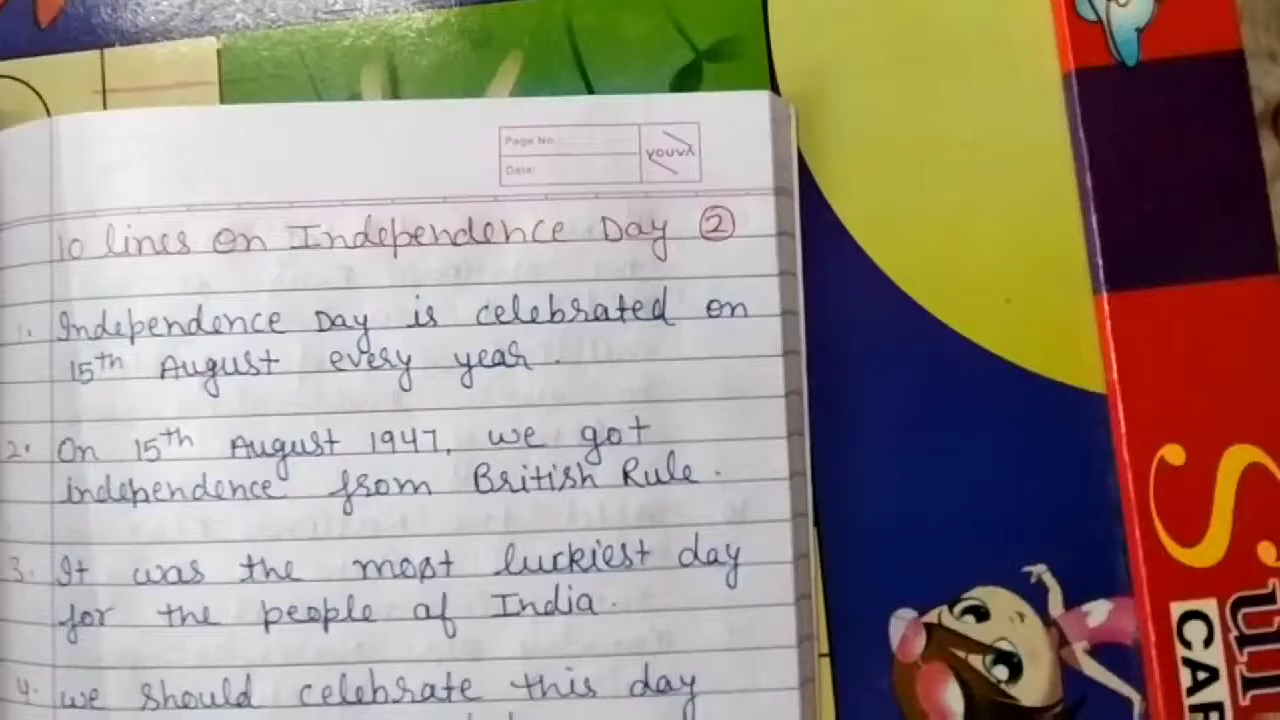 Page No
Date:
YOUVA
10 lines on Independence Day ②
1. Independence Day is celebrated on
15th August every year.
2. On 15th August 1947, we got
independence from British Rule.
3. It was the most luckiest day
for the people of India.
4. we should celebrate this day
S
CAR